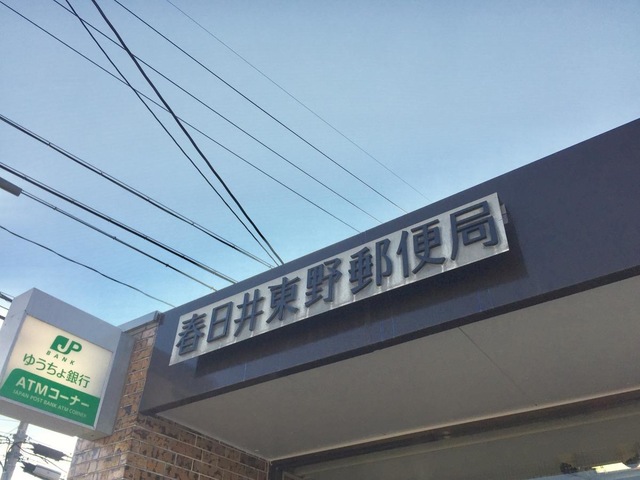 春日井東野郵便局
JP
BANK
ゆうちょ銀行
ATMコーナー
JAPAN POST BANK ATM CORNER